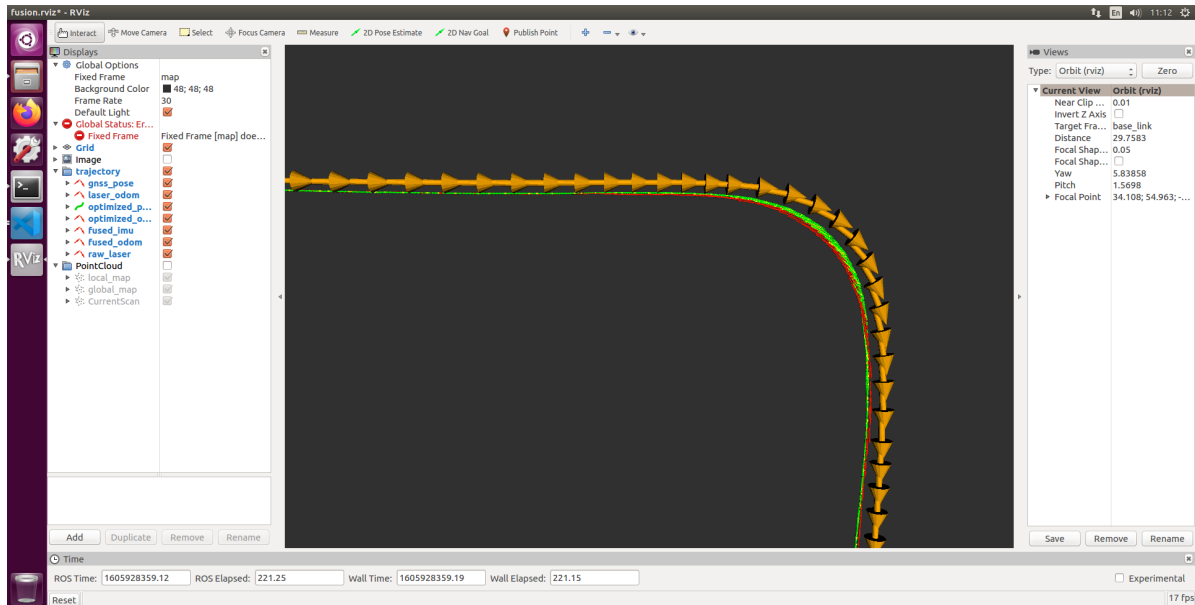 fusion.rviz* - RViz
En
11:12
Interact
Move Camera
Select
Focus Camera
Measure
2D Pose Estimate
2D Nav Goal
Publish Point
Displays
Global Options
Fixed Frame map
Background Color 48; 48; 48
Frame Rate 30
Default Light
Global Status: Er...
Fixed Frame Fixed Frame [map] doe...
Grid
Image
trajectory
gnss_pose
laser_odom
optimized_p...
optimized_o...
fused_imu
fused_odom
raw_laser
PointCloud
local_map
global_map
CurrentScan
Add
Duplicate
Remove
Rename
Views
Type: Orbit (rviz)
Zero
Current View Orbit (rviz)
Near Clip ... 0.01
Invert Z Axis
Target Fra... base_link
Distance 29.7583
Focal Shap... 0.05
Focal Shap...
Yaw 5.83858
Pitch 1.5698
Focal Point 34.108; 54.963; -...
Save
Remove
Rename
RViz
Time
ROS Time: 1605928359.12
ROS Elapsed: 221.25
Wall Time: 1605928359.19
Wall Elapsed: 221.15
Experimental
Reset
17 fps